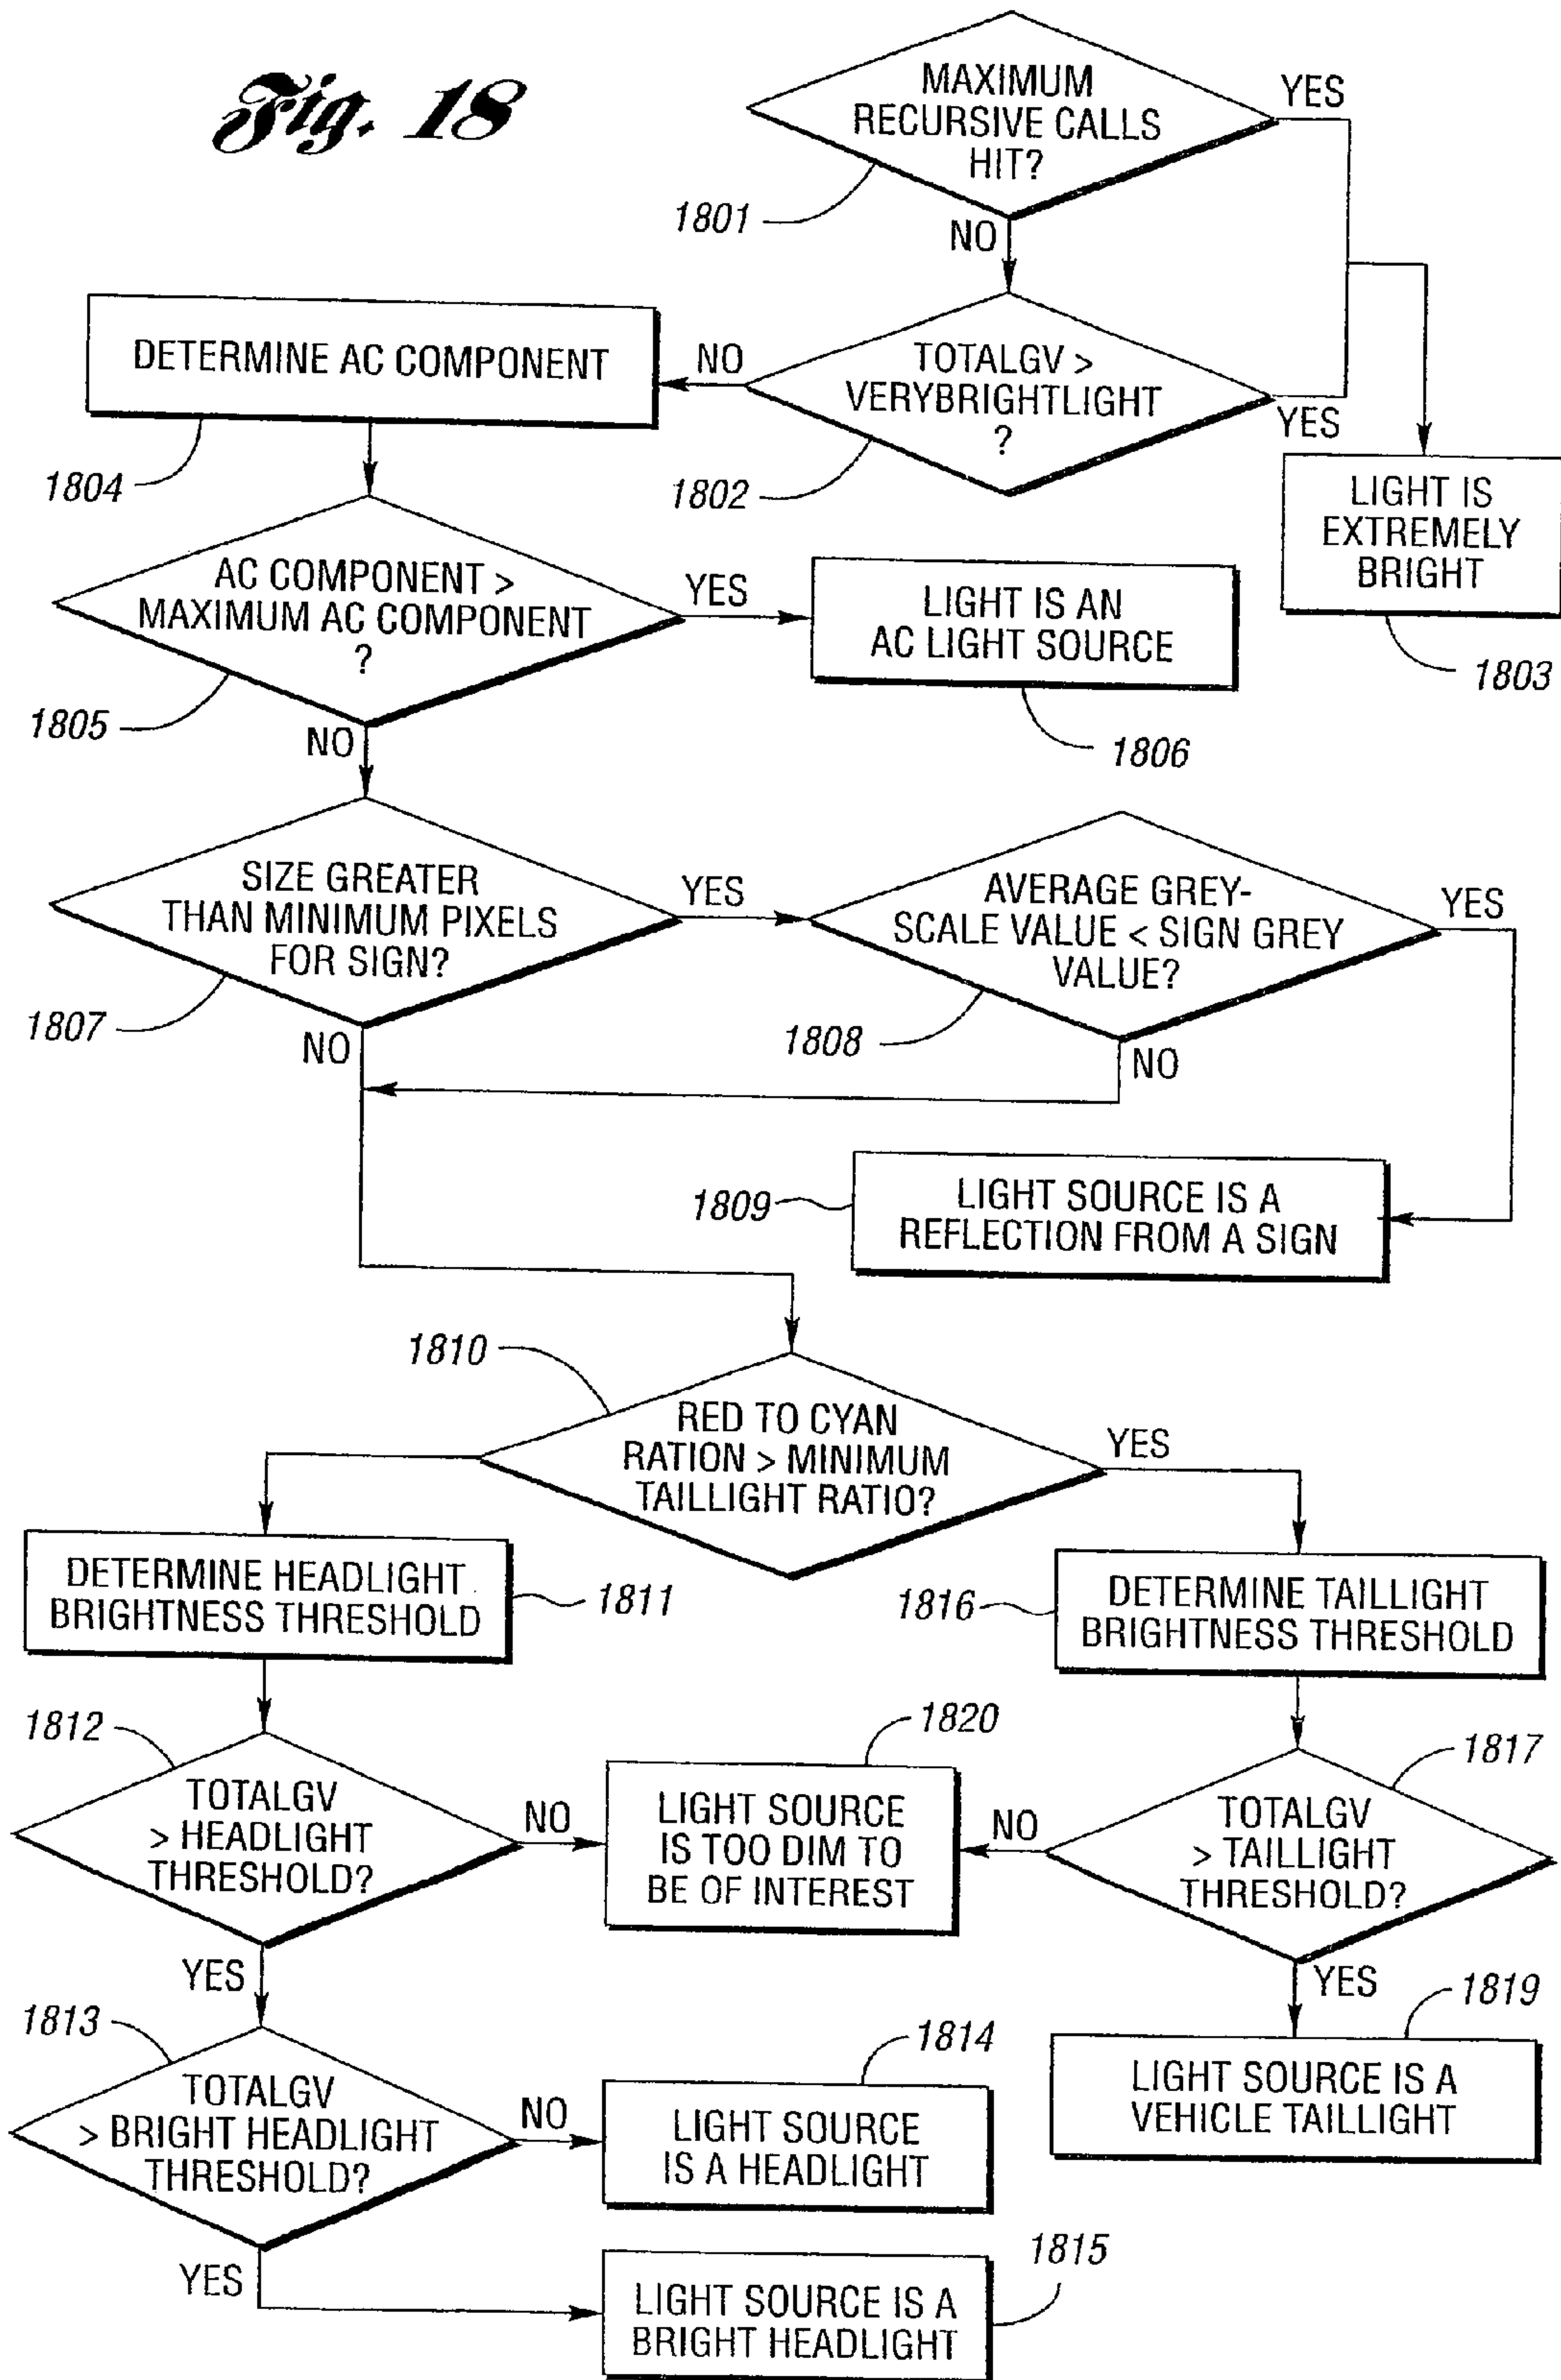 Fig. 18
MAXIMUM
RECURSIVE CALLS
HIT?
YES
1801
NO
DETERMINE AC COMPONENT
NO
TOTALGV >
VERYBRIGHTLIGHT
?
YES
1804
1802
LIGHT IS
EXTREMELY
BRIGHT
1803
AC COMPONENT >
MAXIMUM AC COMPONENT
?
YES
LIGHT IS AN
AC LIGHT SOURCE
1805
NO
1806
SIZE GREATER
THAN MINIMUM PIXELS
FOR SIGN?
YES
AVERAGE GREY-
SCALE VALUE < SIGN GREY
VALUE?
YES
1807
NO
1808
NO
1809
LIGHT SOURCE IS A
REFLECTION FROM A SIGN
1810
RED TO CYAN
RATION > MINIMUM
TAILLIGHT RATIO?
YES
DETERMINE HEADLIGHT
BRIGHTNESS THRESHOLD
1811
1816
DETERMINE TAILLIGHT
BRIGHTNESS THRESHOLD
1812
TOTALGV
> HEADLIGHT
THRESHOLD?
NO
1820
LIGHT SOURCE
IS TOO DIM TO
BE OF INTEREST
NO
1817
TOTALGV
> TAILLIGHT
THRESHOLD?
YES
YES
1813
TOTALGV
> BRIGHT HEADLIGHT
THRESHOLD?
NO
1814
LIGHT SOURCE
IS A HEADLIGHT
1819
LIGHT SOURCE IS A
VEHICLE TAILLIGHT
YES
1815
LIGHT SOURCE IS A
BRIGHT HEADLIGHT